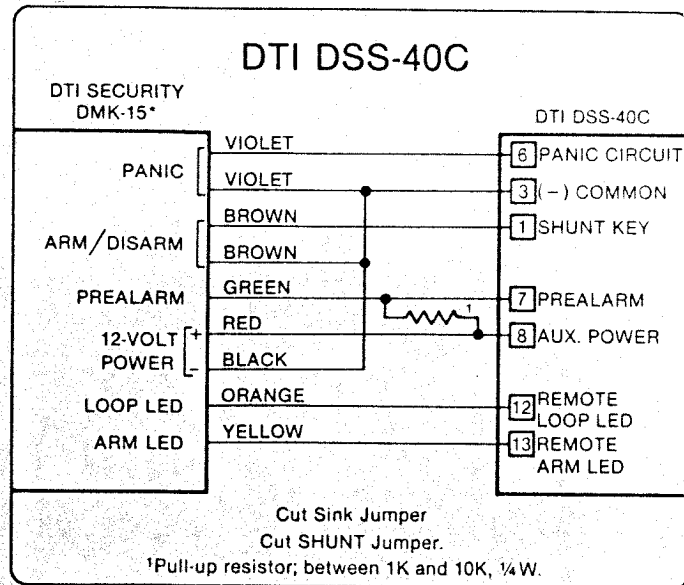 DTI DSS-40C
DTI SECURITY
DMK-15*
DTI DSS-40C
PANIC
VIOLET
6 PANIC CIRCUIT
VIOLET
3 (–) COMMON
ARM/DISARM
BROWN
1 SHUNT KEY
BROWN
PREALARM
GREEN
7 PREALARM
1
12-VOLT
POWER
+
RED
8 AUX. POWER
–
BLACK
LOOP LED
ORANGE
12 REMOTE
LOOP LED
ARM LED
YELLOW
13 REMOTE
ARM LED
Cut Sink Jumper
Cut SHUNT Jumper.
¹Pull-up resistor; between 1K and 10K, ¼W.